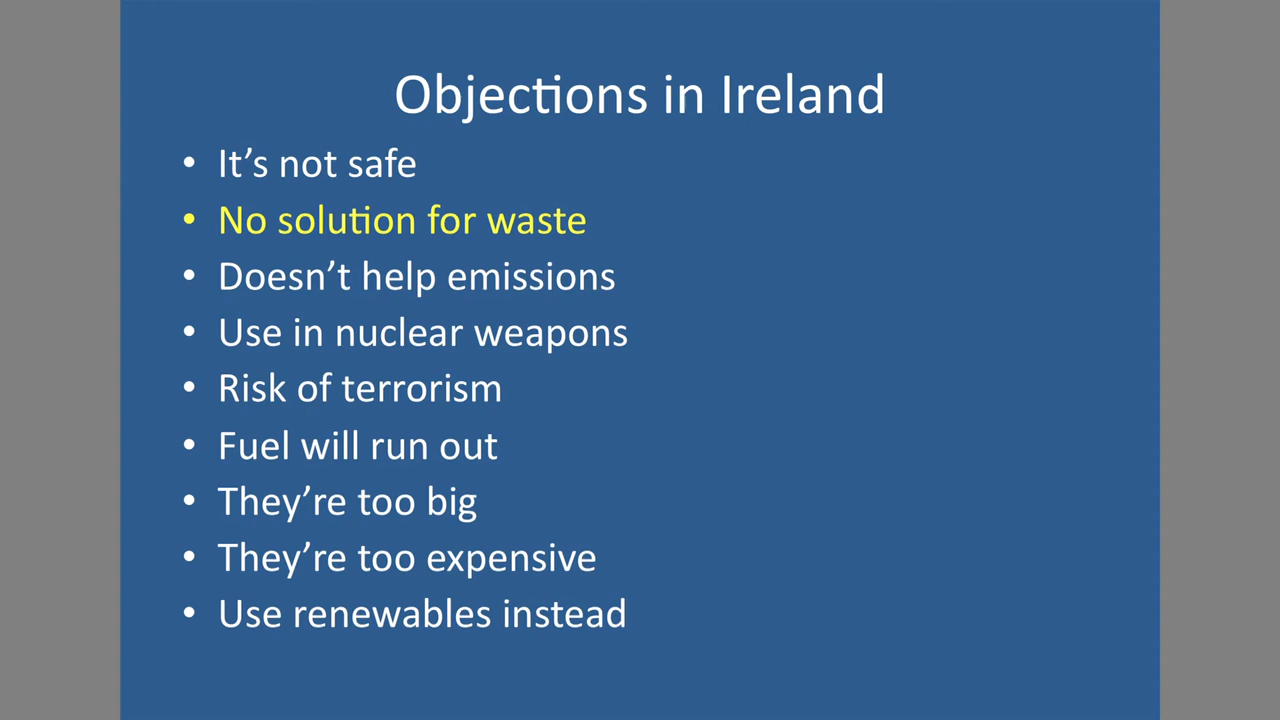 Objections in Ireland
• It’s not safe
• No solution for waste
• Doesn’t help emissions
• Use in nuclear weapons
• Risk of terrorism
• Fuel will run out
• They’re too big
• They’re too expensive
• Use renewables instead